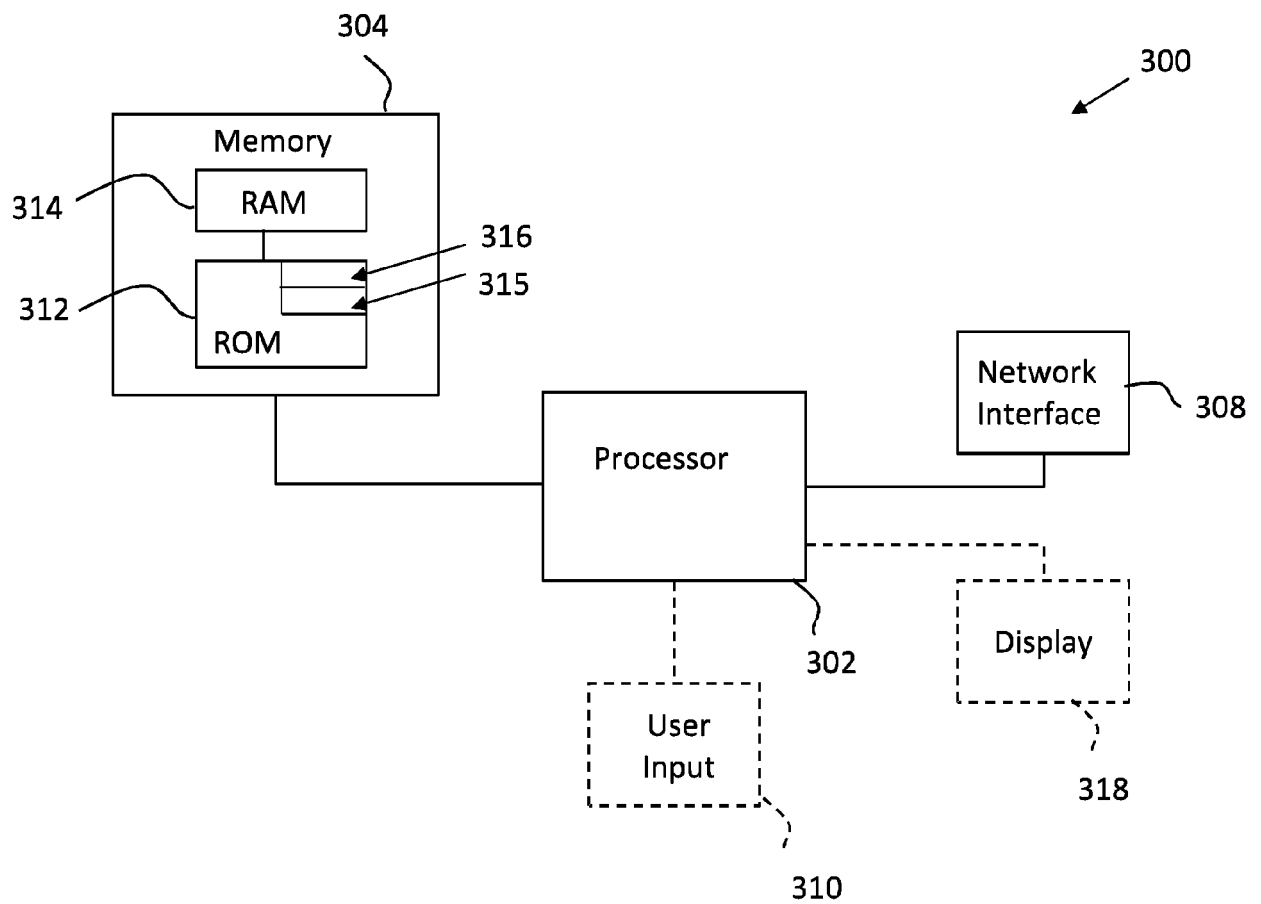 304
300
Memory
RAM
314
316
315
312
ROM
Network
Interface
308
Processor
302
Display
User
Input
318
310